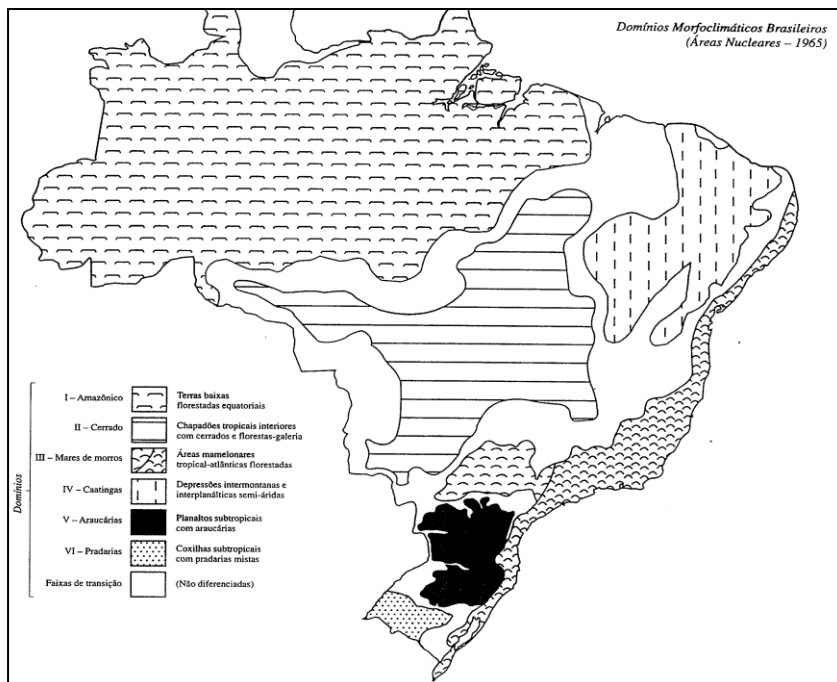 Domínios Morfoclimáticos Brasileiros
(Áreas Nucleares – 1965)
Domínios
I – Amazônico
Terras baixas
florestadas equatoriais
II – Cerrado
Chapadões tropicais interiores
com cerrados e florestas-galeria
III – Mares de morros
Áreas mamelonares
tropical-atlânticas florestadas
IV – Caatingas
Depressões intermontanas e
interplanálticas semi-áridas
V – Araucárias
Planaltos subtropicais
com araucárias
VI – Pradarias
Coxilhas subtropicais
com pradarias mistas
Faixas de transição
(Não diferenciadas)